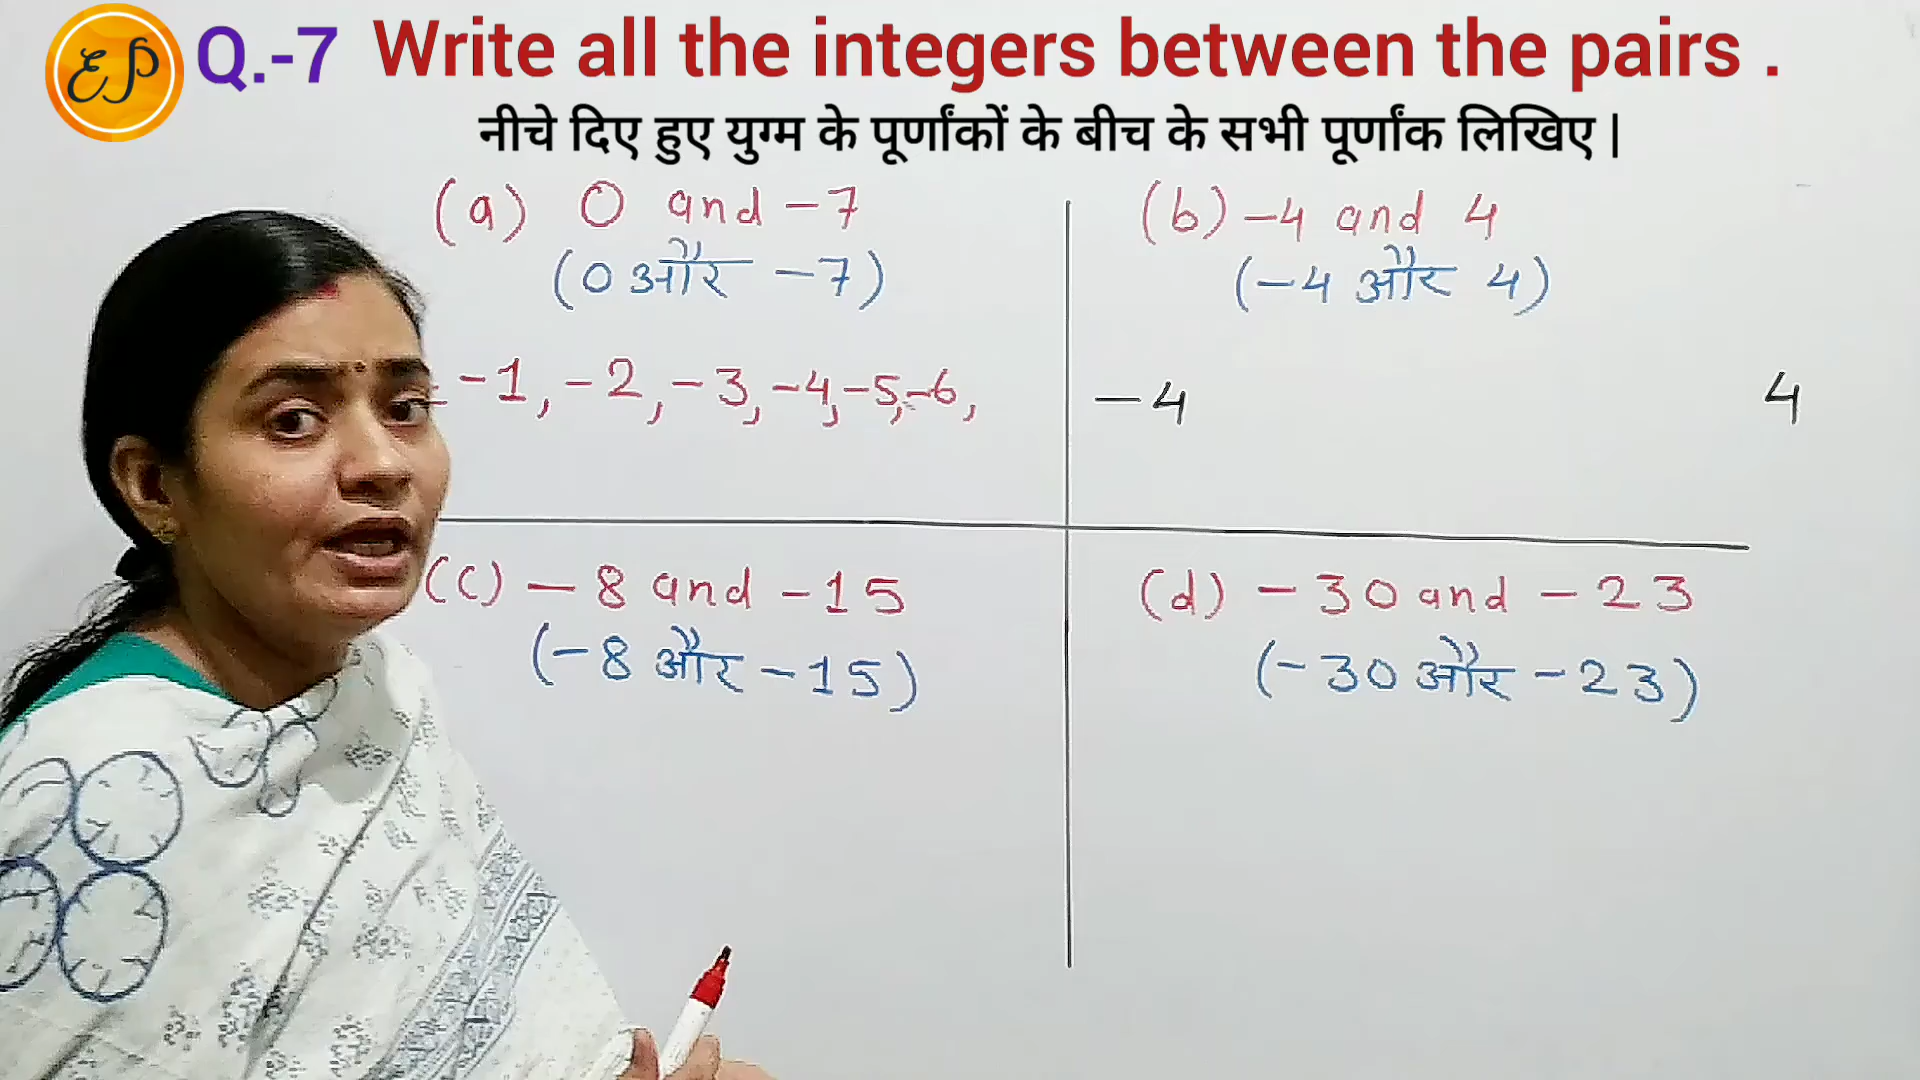 EP Q.-7 Write all the integers between the pairs .
नीचे दिए हुए युग्म के पूर्णांकों के बीच के सभी पूर्णांक लिखिए |
(a) 0 and -7
(0 और -7)
= -1, -2, -3, -4, -5, -6,
(b) -4 and 4
(-4 और 4)
-4 4
(c) -8 and -15
(-8 और -15)
(d) -30 and -23
(-30 और -23)